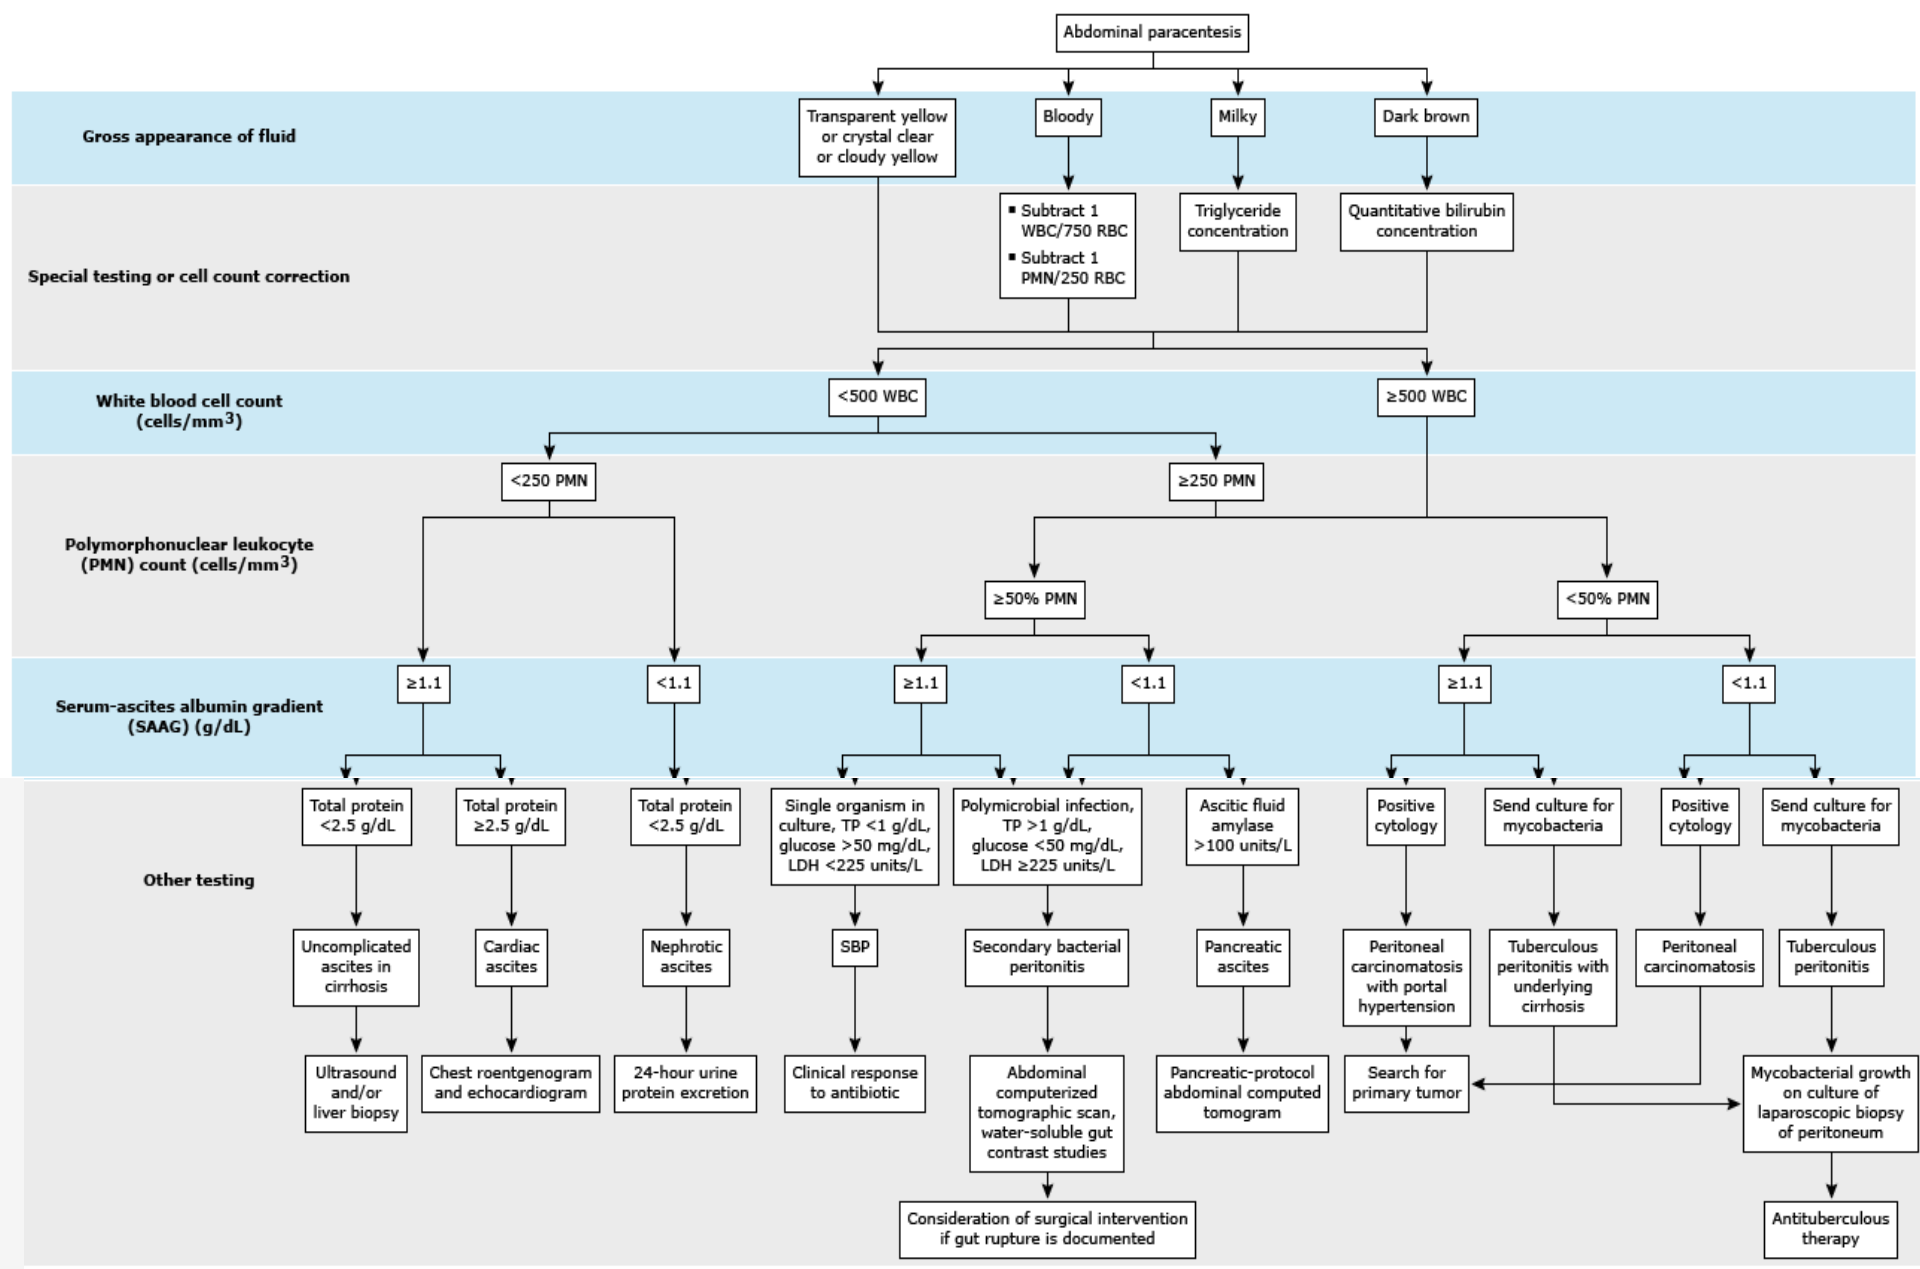 Abdominal paracentesis
Gross appearance of fluid
Transparent yellow
or crystal clear
or cloudy yellow
Bloody
Milky
Dark brown
Special testing or cell count correction
▪ Subtract 1
WBC/750 RBC
▪ Subtract 1
PMN/250 RBC
Triglyceride
concentration
Quantitative bilirubin
concentration
White blood cell count
(cells/mm3)
<500 WBC
≥500 WBC
Polymorphonuclear leukocyte
(PMN) count (cells/mm3)
<250 PMN
≥250 PMN
≥50% PMN
<50% PMN
Serum-ascites albumin gradient
(SAAG) (g/dL)
≥1.1
<1.1
≥1.1
<1.1
≥1.1
<1.1
Other testing
Total protein
<2.5 g/dL
Total protein
≥2.5 g/dL
Total protein
<2.5 g/dL
Single organism in
culture, TP <1 g/dL,
glucose >50 mg/dL,
LDH <225 units/L
Polymicrobial infection,
TP >1 g/dL,
glucose <50 mg/dL,
LDH ≥225 units/L
Ascitic fluid
amylase
>100 units/L
Positive
cytology
Send culture for
mycobacteria
Positive
cytology
Send culture for
mycobacteria
Uncomplicated
ascites in
cirrhosis
Cardiac
ascites
Nephrotic
ascites
SBP
Secondary bacterial
peritonitis
Pancreatic
ascites
Peritoneal
carcinomatosis
with portal
hypertension
Tuberculous
peritonitis with
underlying
cirrhosis
Peritoneal
carcinomatosis
Tuberculous
peritonitis
Ultrasound
and/or
liver biopsy
Chest roentgenogram
and echocardiogram
24-hour urine
protein excretion
Clinical response
to antibiotic
Abdominal
computerized
tomographic scan,
water-soluble gut
contrast studies
Pancreatic-protocol
abdominal computed
tomogram
Search for
primary tumor
Mycobacterial growth
on culture of
laparoscopic biopsy
of peritoneum
Consideration of surgical intervention
if gut rupture is documented
Antituberculous
therapy